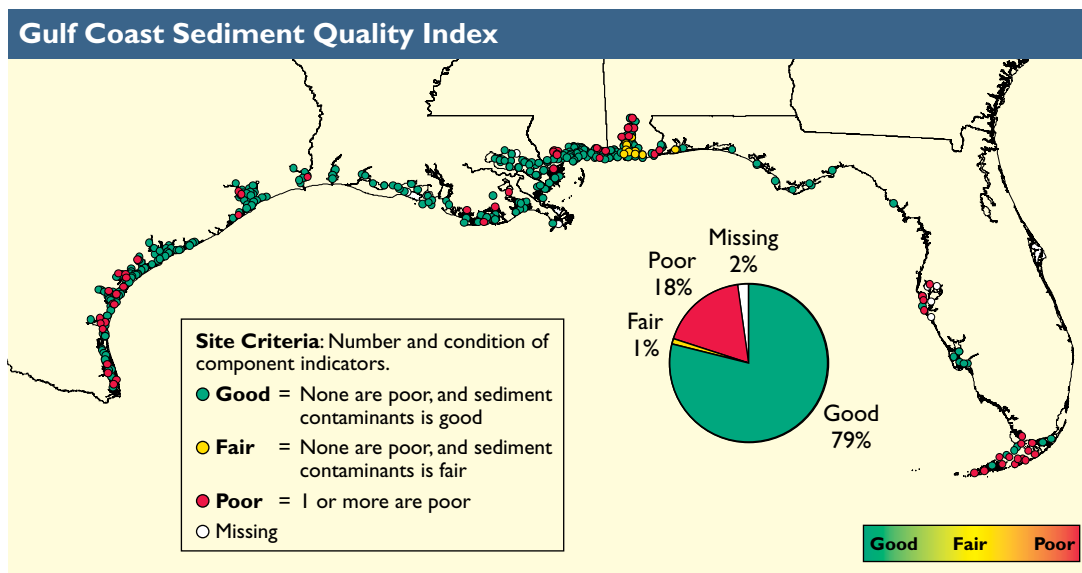 Gulf Coast Sediment Quality Index
Missing
2%
Poor
18%
Fair
1%
Good
79%
Site Criteria: Number and condition of
component indicators.
Good = None are poor, and sediment
contaminants is good
Fair = None are poor, and sediment
contaminants is fair
Poor = 1 or more are poor
Missing
Good Fair Poor